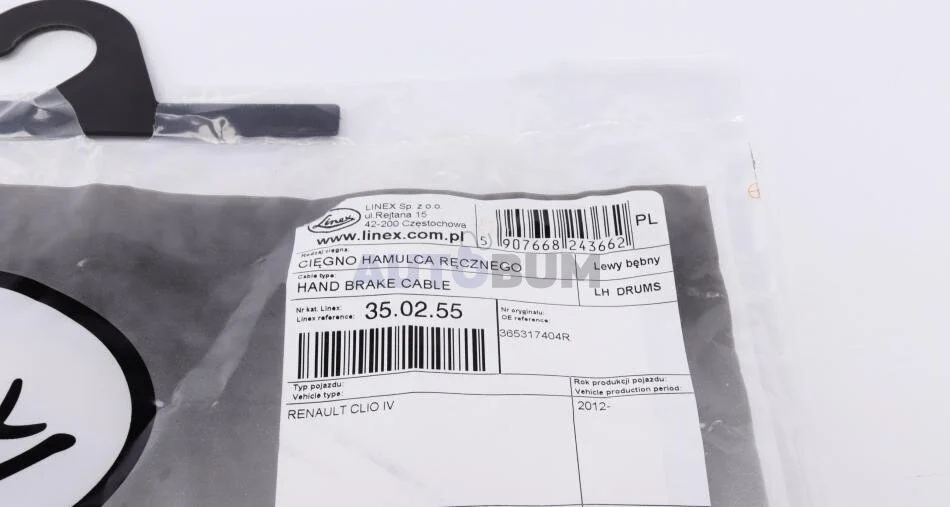 Linex
LINEX Sp. z o.o.
ul.Rejtana 15
42-200 Częstochowa
www.linex.com.pl
5 907668 243662
PL
Rodzaj cięgna:
CIĘGNO HAMULCA RĘCZNEGO
Lewy bębny
AUTOBUM
Cable type:
HAND BRAKE CABLE
LH DRUMS
Nr kat. Linex:
Linex reference:
35.02.55
Nr oryginału:
OE reference:
365317404R
Typ pojazdu:
Vehicle type:
Rok produkcji pojazdu:
Vehicle production period:
RENAULT CLIO IV
2012-